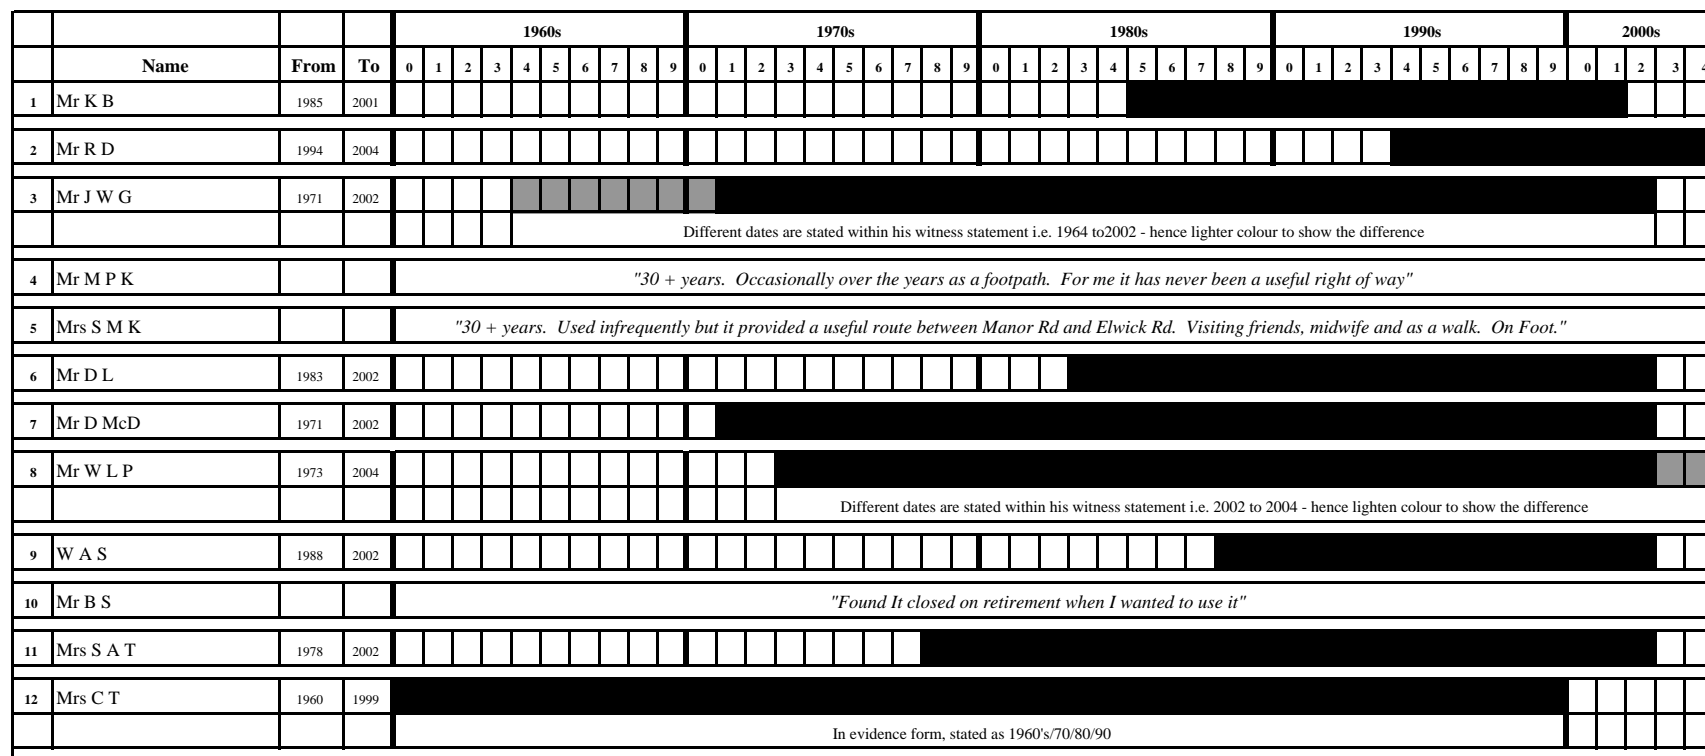 1960s 1970s 1980s 1990s 2000s
Name From To 0 1 2 3 4 5 6 7 8 9 0 1 2 3 4 5 6 7 8 9 0 1 2 3 4 5 6 7 8 9 0 1 2 3 4 5 6 7 8 9 0 1 2 3 4
1 Mr K B 1985 2001
2 Mr R D 1994 2004
3 Mr J W G 1971 2002
Different dates are stated within his witness statement i.e. 1964 to2002 - hence lighter colour to show the difference
4 Mr M P K "30 + years. Occasionally over the years as a footpath. For me it has never been a useful right of way"
5 Mrs S M K "30 + years. Used infrequently but it provided a useful route between Manor Rd and Elwick Rd. Visiting friends, midwife and as a walk. On Foot."
6 Mr D L 1983 2002
7 Mr D McD 1971 2002
8 Mr W L P 1973 2004
Different dates are stated within his witness statement i.e. 2002 to 2004 - hence lighten colour to show the difference
9 W A S 1988 2002
10 Mr B S "Found It closed on retirement when I wanted to use it"
11 Mrs S A T 1978 2002
12 Mrs C T 1960 1999
In evidence form, stated as 1960's/70/80/90